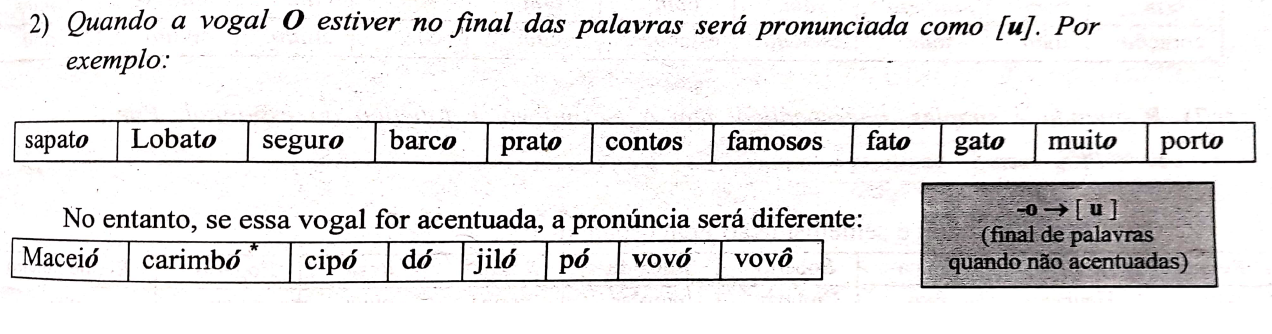 2) Quando a vogal O estiver no final das palavras será pronunciada como [u]. Por
exemplo:
sapato Lobato seguro barco prato contos famosos fato gato muito porto
No entanto, se essa vogal for acentuada, a pronúncia será diferente:
Maceió carimbó * cipó dó jiló pó vovó vovô
-o → [ u ]
(final de palavras
quando não acentuadas)